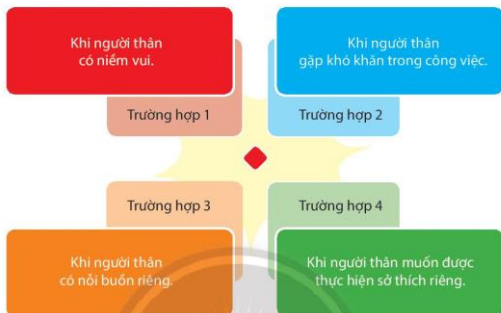 Khi người thân
có niềm vui.
Trường hợp 1
Khi người thân
gặp khó khăn trong công việc.
Trường hợp 2
Trường hợp 3
Khi người thân
có nỗi buồn riêng.
Trường hợp 4
Khi người thân muốn được
thực hiện sở thích riêng.